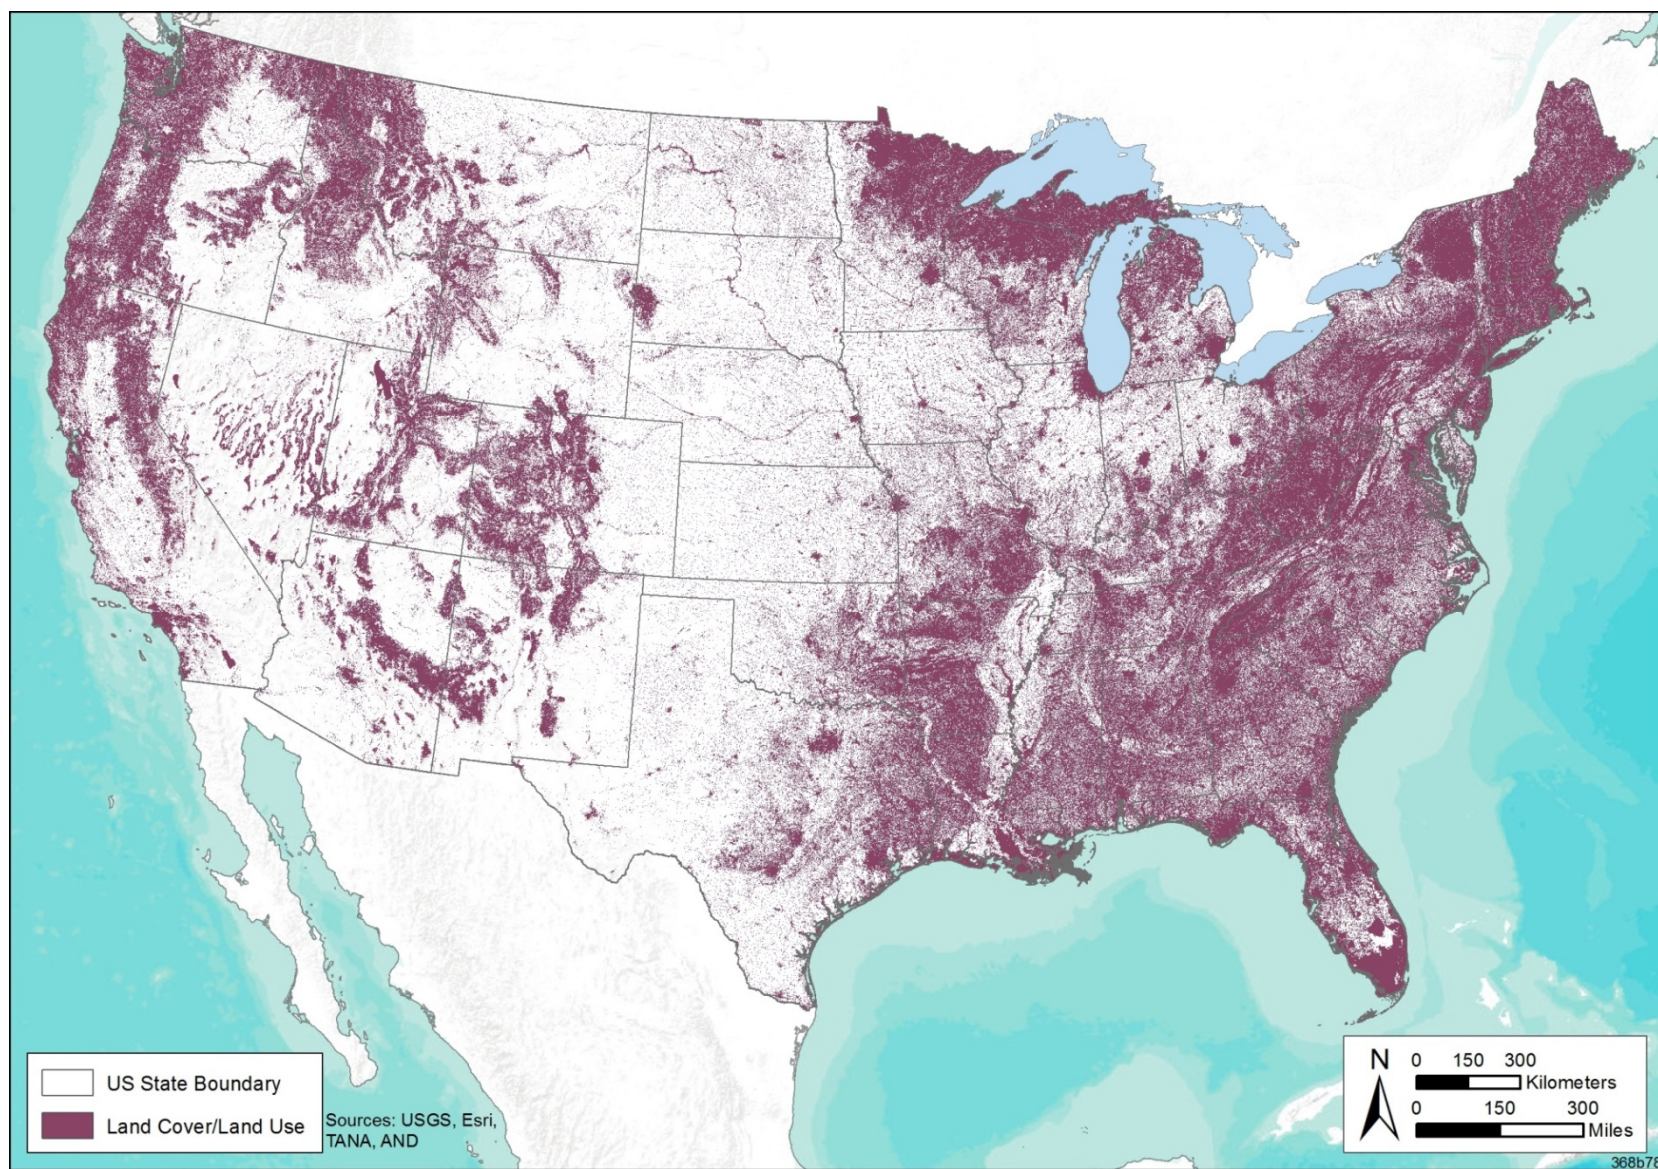 US State Boundary
Land Cover/Land Use
Sources: USGS, Esri,
TANA, AND
N
0 150 300
Kilometers
0 150 300
Miles
368b78